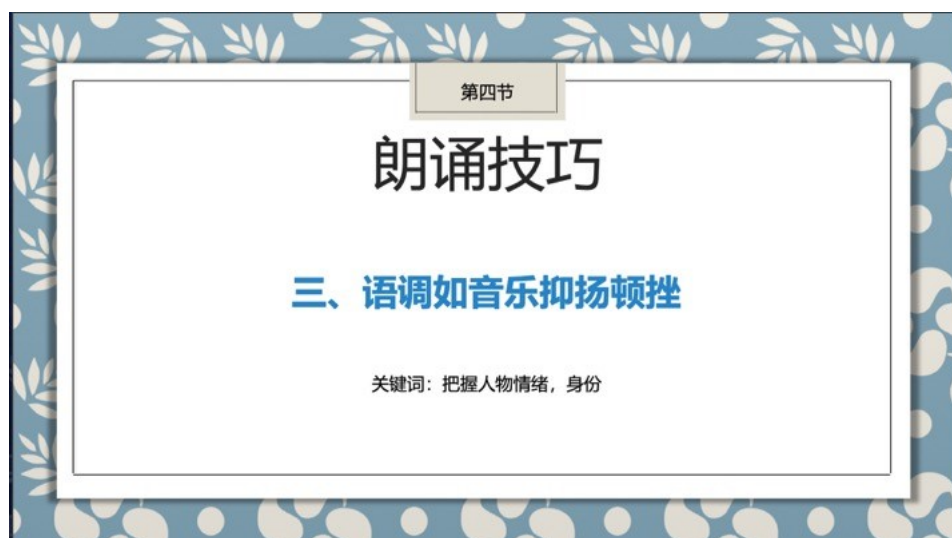 第四节
朗诵技巧
三、语调如音乐抑扬顿挫
关键词：把握人物情绪，身份